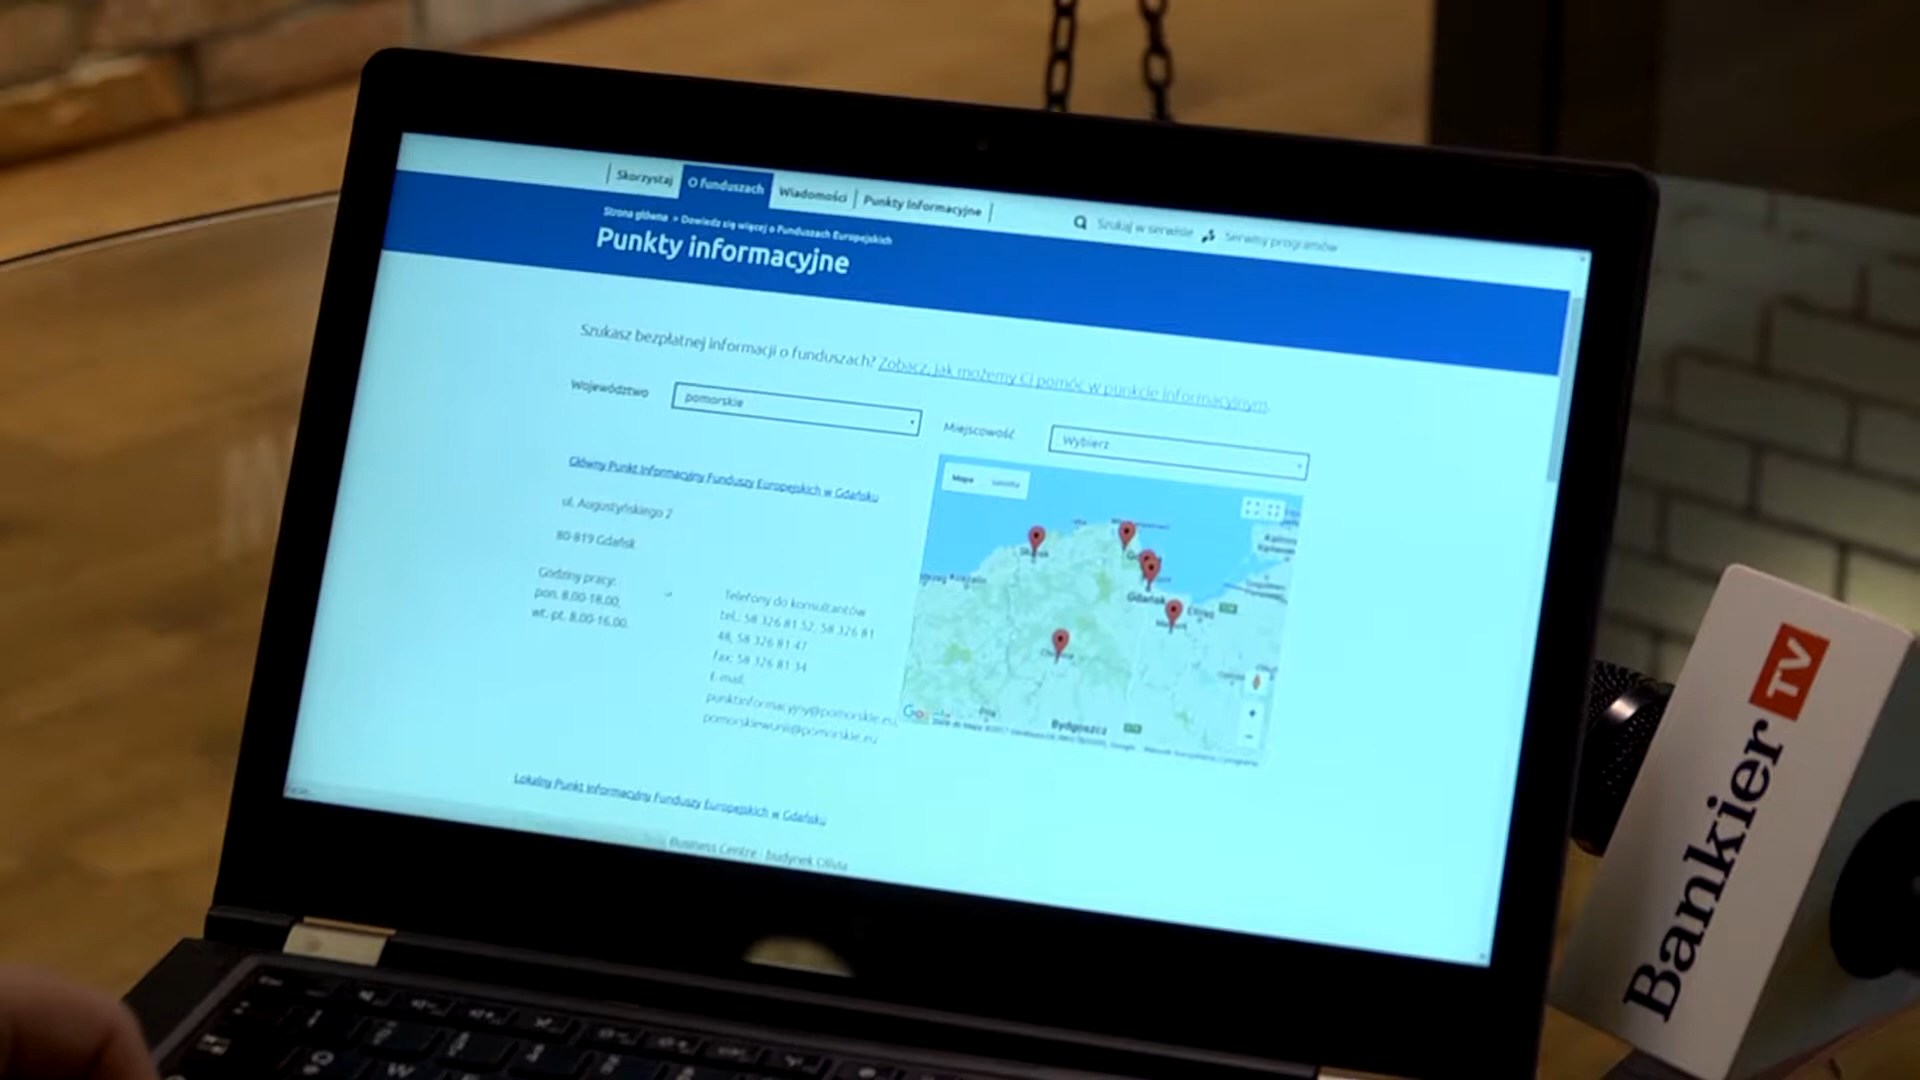 Skorzystaj
O funduszach
Wiadomości
Punkty Informacyjne
Szukaj w serwisie
Serwisy programów
Strona główna > Dowiedz się więcej o Funduszach Europejskich
Punkty informacyjne
Szukasz bezpłatnej informacji o funduszach? Zobacz, jak możemy Ci pomóc w punkcie informacyjnym.
Województwo
pomorskie
Miejscowość
Wybierz
Główny Punkt Informacyjny Funduszy Europejskich w Gdańsku
ul. Augustyńskiego 2
80-819 Gdańsk
Godziny pracy:
pon. 8.00-18.00,
wt.-pt. 8.00-16.00.
Telefony do konsultantów
tel.: 58 326 81 52, 58 326 81
48, 58 326 81 47
fax: 58 326 81 34
E-mail:
punktinformacyjny@pomorskie.eu,
pomorskiewunii@pomorskie.eu
Mapa
Satelita
Gdańsk
Bydgoszcz
Google
Lokalny Punkt Informacyjny Funduszy Europejskich w Gdańsku
Business Centre - budynek Olivia
Bankier TV